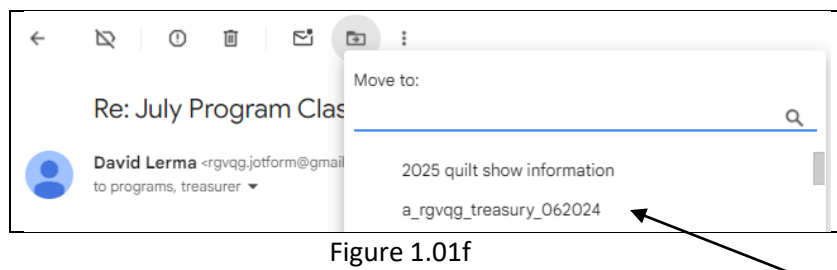 Move to:
Re: July Program Clas
David Lerma <rgvqg.jotform@gmail
to programs, treasurer
2025 quilt show information
a_rgvqg_treasury_062024
Figure 1.01f